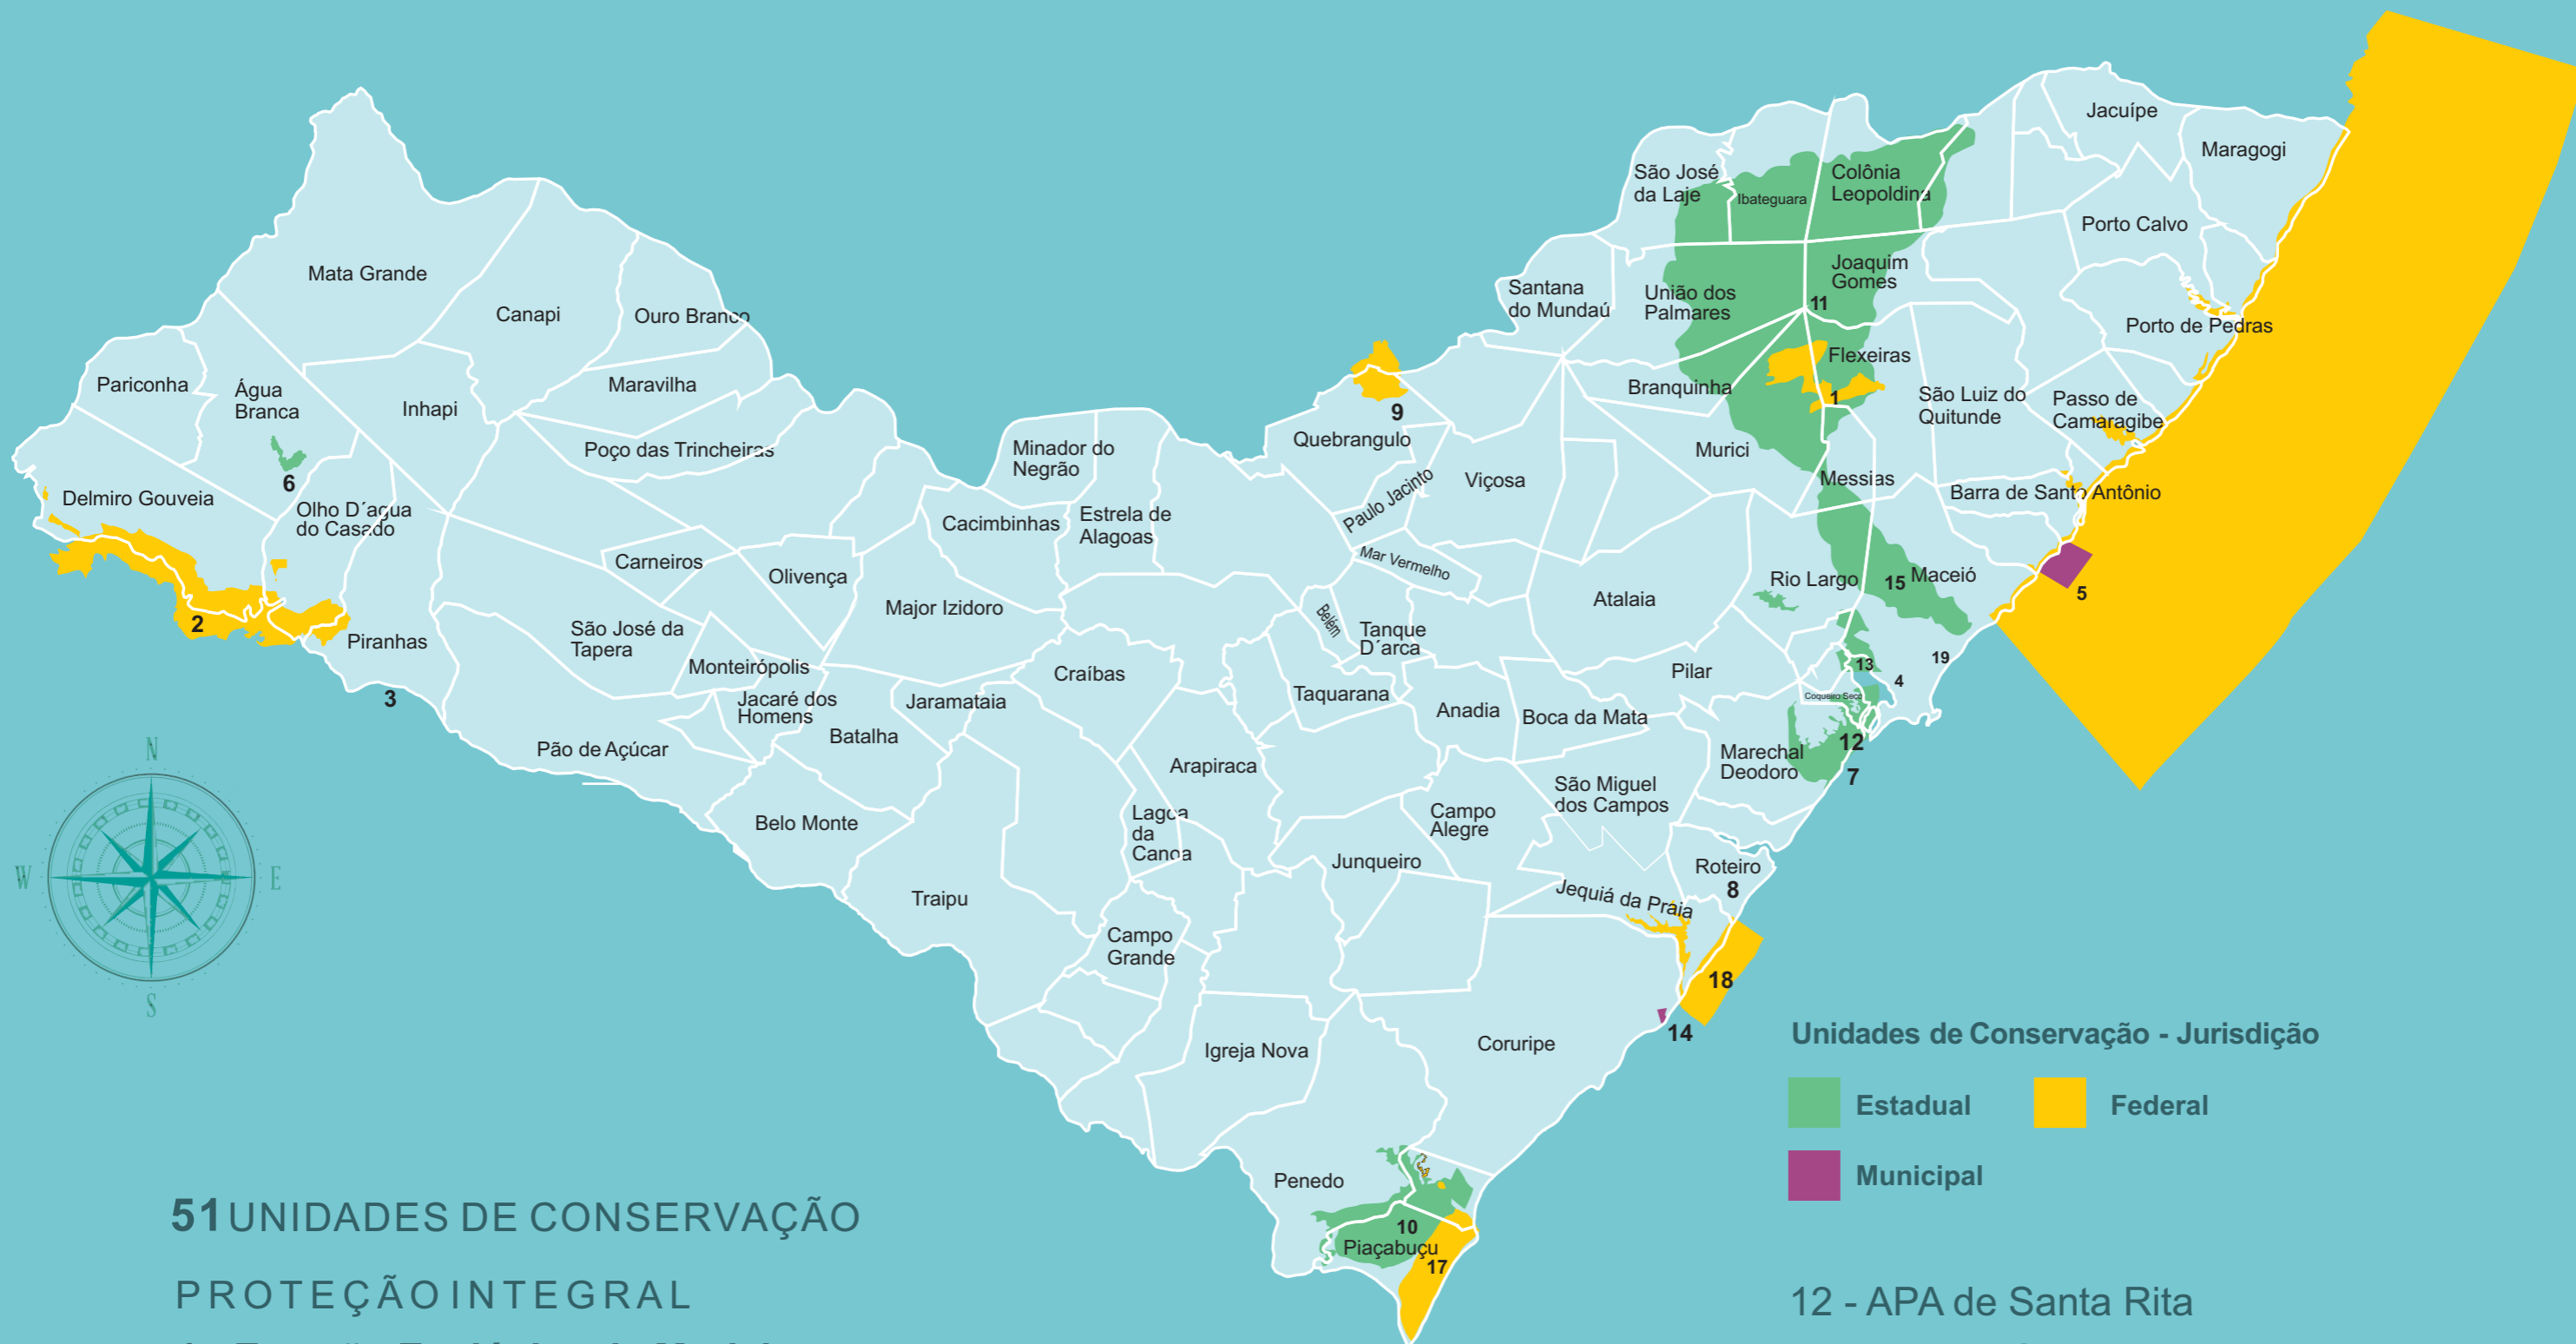 Jacuípe
Maragogi
São José
da Laje
Ibateguara
Colônia
Leopoldina
Porto Calvo
Mata Grande
Canapi
Ouro Branco
Santana
do Mundaú
União dos
Palmares
Joaquim
Gomes
11
Porto de Pedras
Pariconha
Água
Branca
Inhapi
Maravilha
9
Quebrangulo
Branquinha
Flexeiras
1
São Luiz do
Quitunde
Passo de
Camaragibe
Poço das Trincheiras
Minador do
Negrão
Paulo Jacinto
Viçosa
Murici
Messias
Barra de Santo Antônio
6
Delmiro Gouveia
Olho D´agua
do Casado
Cacimbinhas
Estrela de
Alagoas
Mar Vermelho
Carneiros
Olivença
Major Izidoro
Belém
Tanque
D´arca
Atalaia
Rio Largo
15
Maceió
5
2
Piranhas
3
São José da
Tapera
Monteirópolis
Jacaré dos
Homens
Batalha
Jaramataia
Craíbas
Taquarana
Anadia
Boca da Mata
Pilar
13
4
19
Coqueiro Seco
12
7
Marechal
Deodoro
N
W
E
S
Pão de Açúcar
Belo Monte
Arapiraca
Lagoa
da
Canoa
São Miguel
dos Campos
Campo
Alegre
Junqueiro
Roteiro
8
Jequiá da Praia
Traipu
Campo
Grande
18
14
Igreja Nova
Coruripe
Penedo
10
Piaçabuçu
17
Unidades de Conservação - Jurisdição
Estadual
Federal
Municipal
51 UNIDADES DE CONSERVAÇÃO
PROTEÇÃO INTEGRAL
12 - APA de Santa Rita